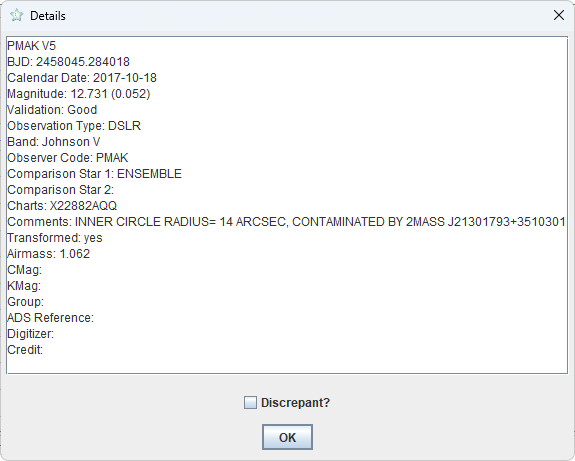 Details
PMAK V5
BJD: 2458045.284018
Calendar Date: 2017-10-18
Magnitude: 12.731 (0.052)
Validation: Good
Observation Type: DSLR
Band: Johnson V
Observer Code: PMAK
Comparison Star 1: ENSEMBLE
Comparison Star 2:
Charts: X22882AQQ
Comments: INNER CIRCLE RADIUS= 14 ARCSEC, CONTAMINATED BY 2MASS J21301793+3510301
Transformed: yes
Airmass: 1.062
CMag:
KMag:
Group:
ADS Reference:
Digitizer:
Credit:
Discrepant?
OK